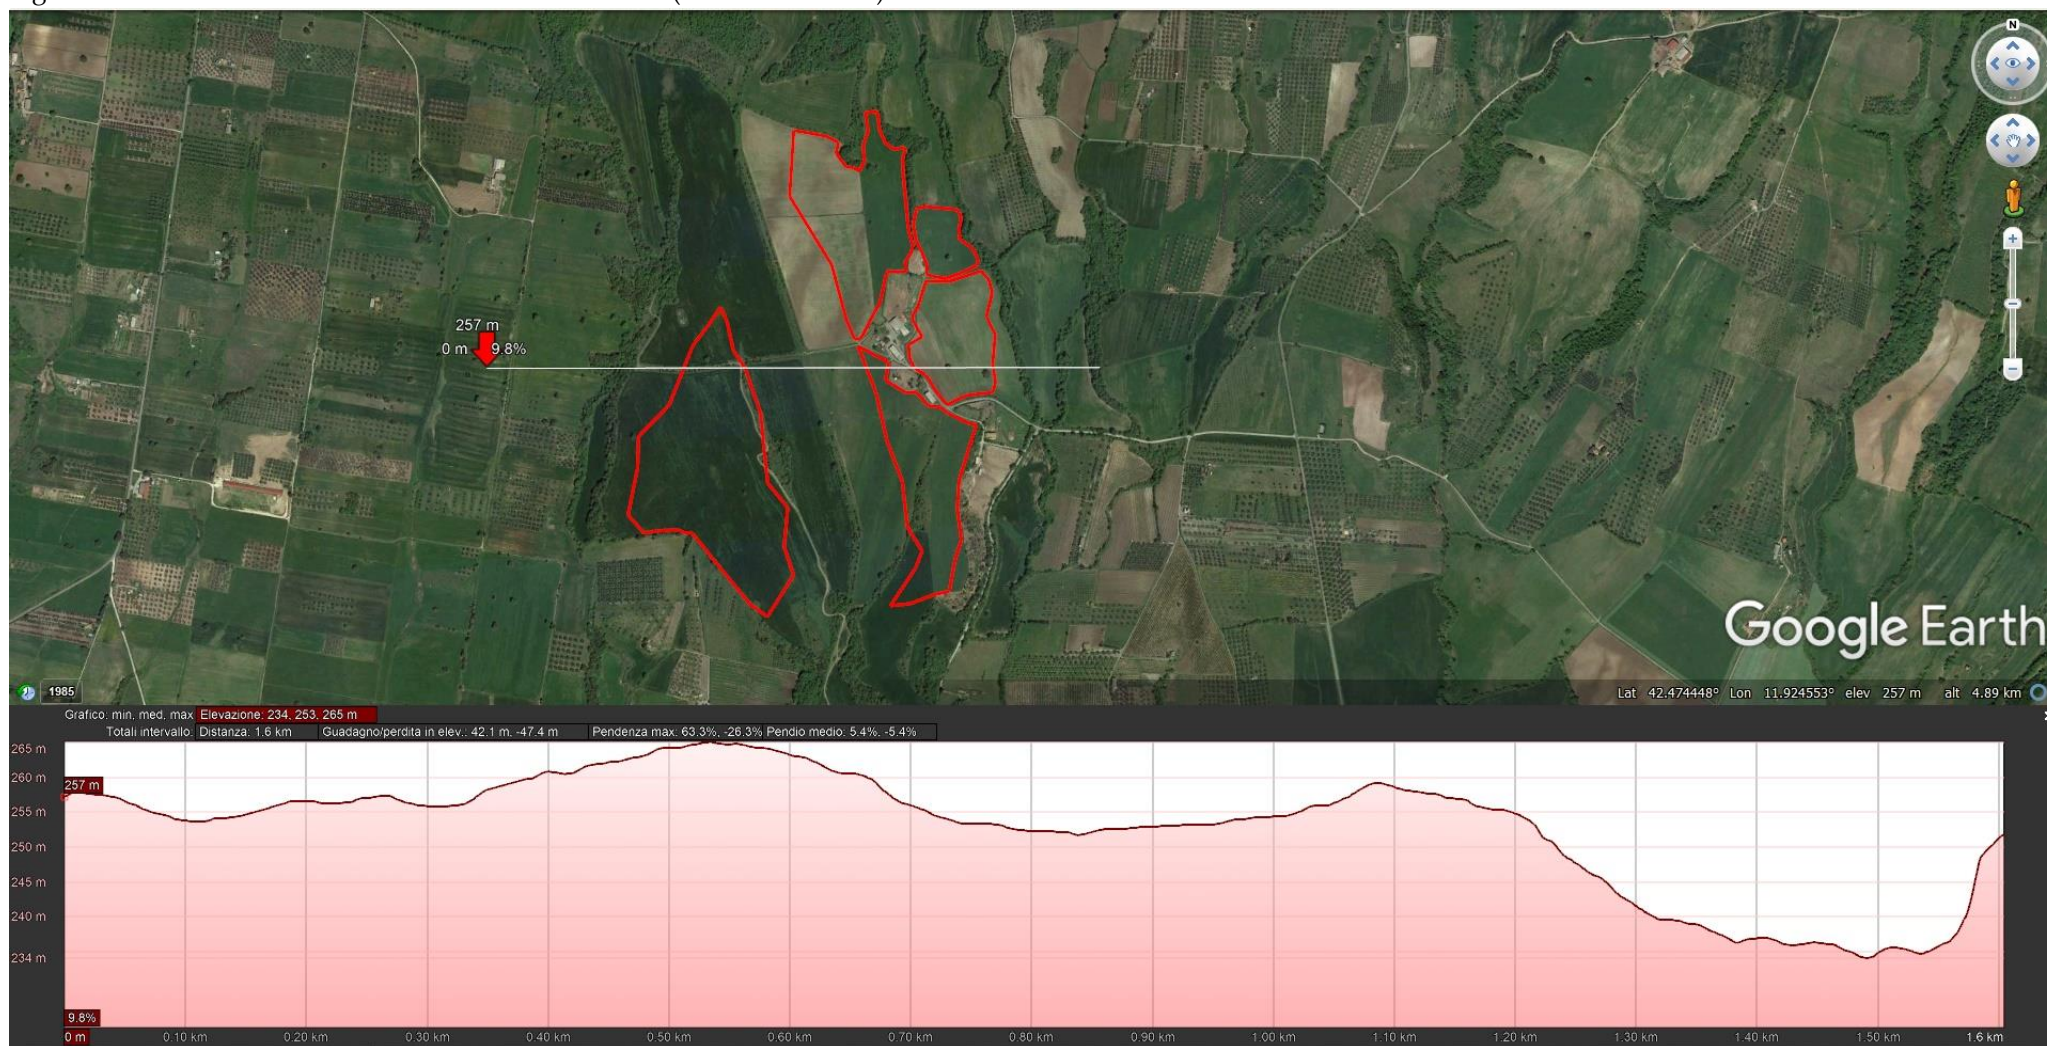 N
257 m
0 m 9.8%
Google Earth
1985
Lat 42.474448° Lon 11.924553° elev 257 m alt 4.89 km
Grafico: min, med, max Elevazione: 234, 253, 265 m
Totali intervallo: Distanza: 1.6 km Guadagno/perdita in elev.: 42.1 m, -47.4 m Pendenza max: 63.3%, -26.3% Pendio medio: 5.4%, -5.4%
265 m
260 m
257 m
255 m
250 m
245 m
240 m
234 m
9.8%
0 m 0.10 km 0.20 km 0.30 km 0.40 km 0.50 km 0.60 km 0.70 km 0.80 km 0.90 km 1.00 km 1.10 km 1.20 km 1.30 km 1.40 km 1.50 km 1.6 km